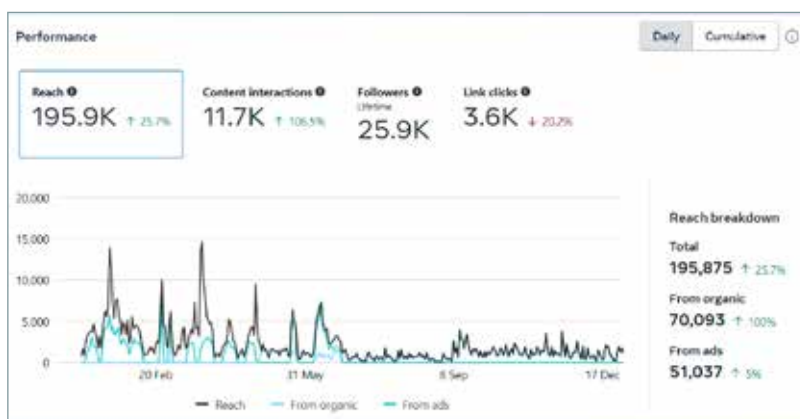 Performance
Daily Cumulative
Reach Content interactions Followers Link clicks
Lifetime
195.9K ↑ 25.7% 11.7K ↑ 106.5% 25.9K 3.6K ↓ 20.2%
20,000
15,000
10,000
5,000
0
20 Feb 31 May 8 Sep 17 Dec
Reach From organic From ads
Reach breakdown
Total
195,875 ↑ 25.7%
From organic
70,093 ↑ 100%
From ads
51,037 ↑ 5%